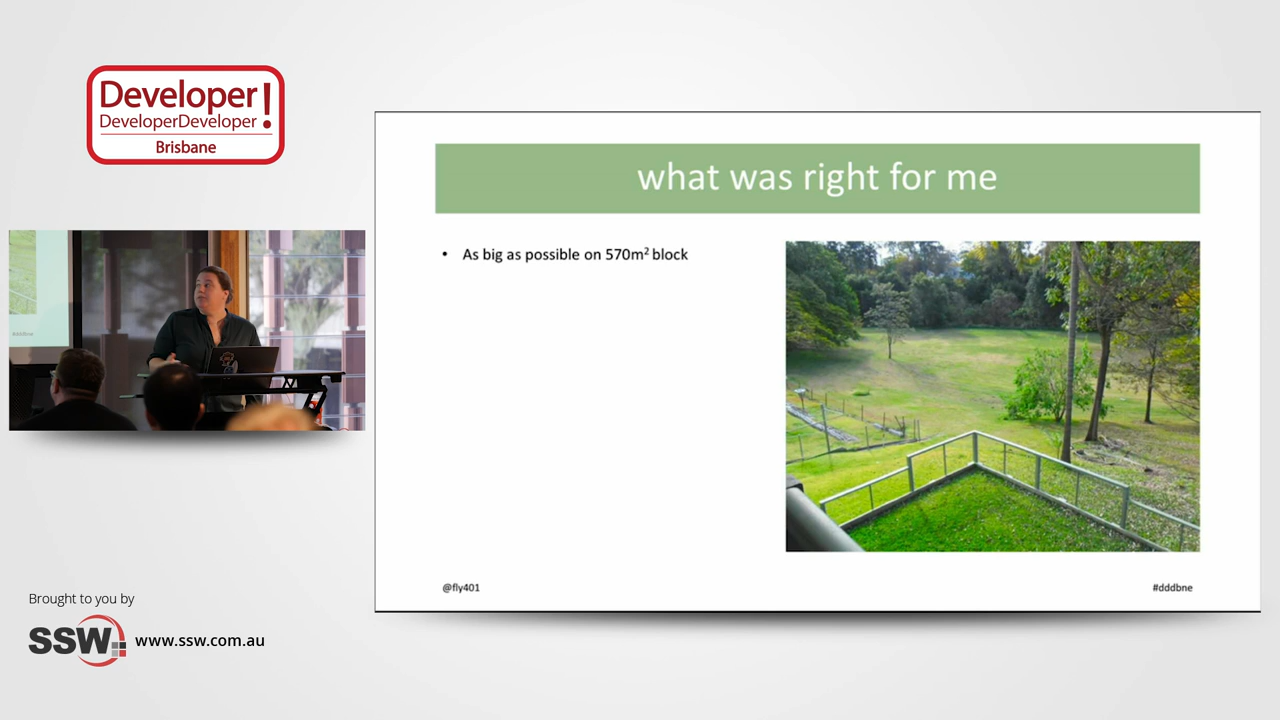 Developer!
DeveloperDeveloper
Brisbane
what was right for me
• As big as possible on 570m² block
#dddbne
@fly401
#dddbne
Brought to you by
SSW
www.ssw.com.au